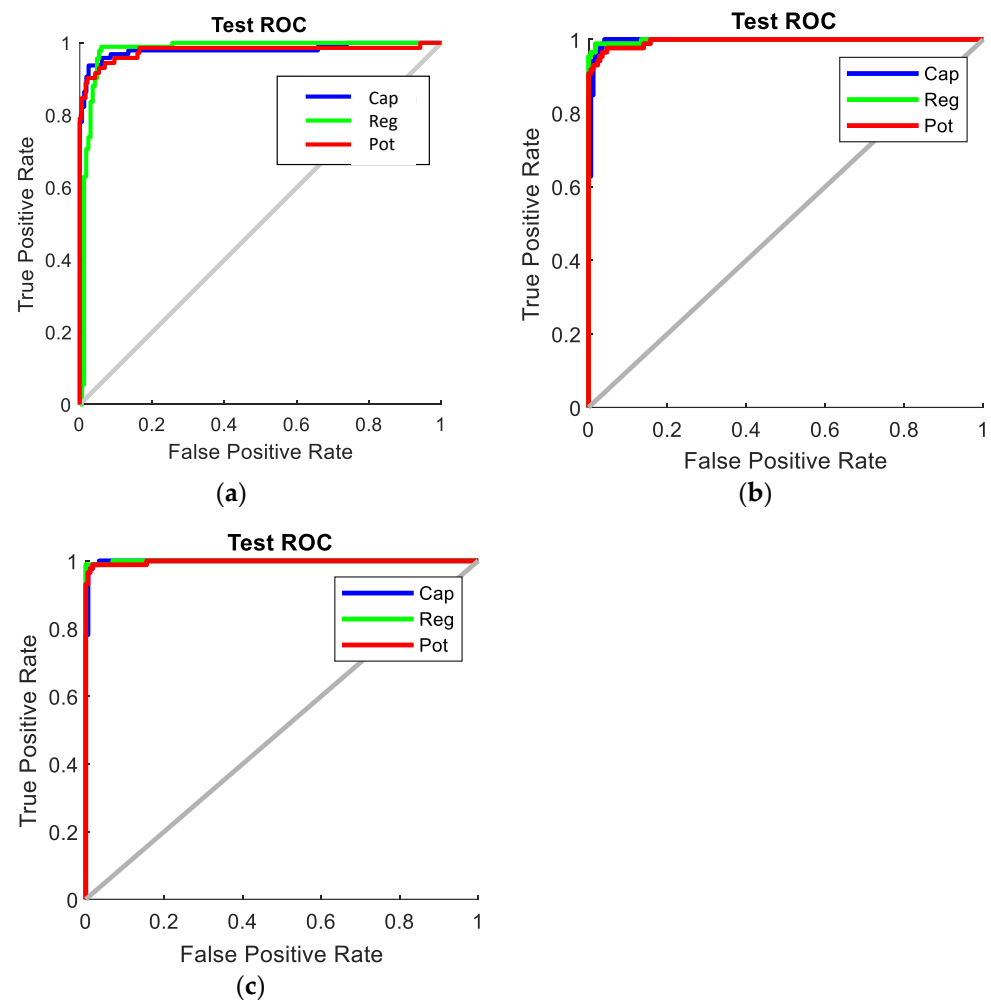 Test ROC
1
0.8
0.6
0.4
0.2
0
0 0.2 0.4 0.6 0.8 1
True Positive Rate
False Positive Rate
Cap
Reg
Pot
(a)
Test ROC
1
0.8
0.6
0.4
0.2
0
0 0.2 0.4 0.6 0.8 1
True Positive Rate
False Positive Rate
Cap
Reg
Pot
(b)
Test ROC
1
0.8
0.6
0.4
0.2
0
0 0.2 0.4 0.6 0.8 1
True Positive Rate
False Positive Rate
Cap
Reg
Pot
(c)